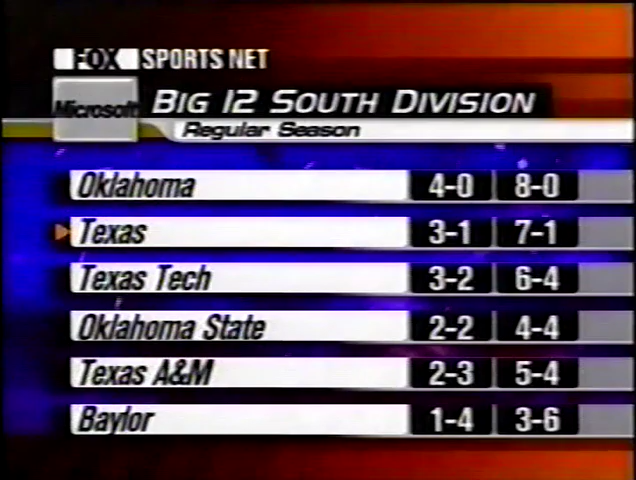 FOX SPORTS NET
Microsoft BIG 12 SOUTH DIVISION
Regular Season
Oklahoma 4-0 8-0
Texas 3-1 7-1
Texas Tech 3-2 6-4
Oklahoma State 2-2 4-4
Texas A&M 2-3 5-4
Baylor 1-4 3-6